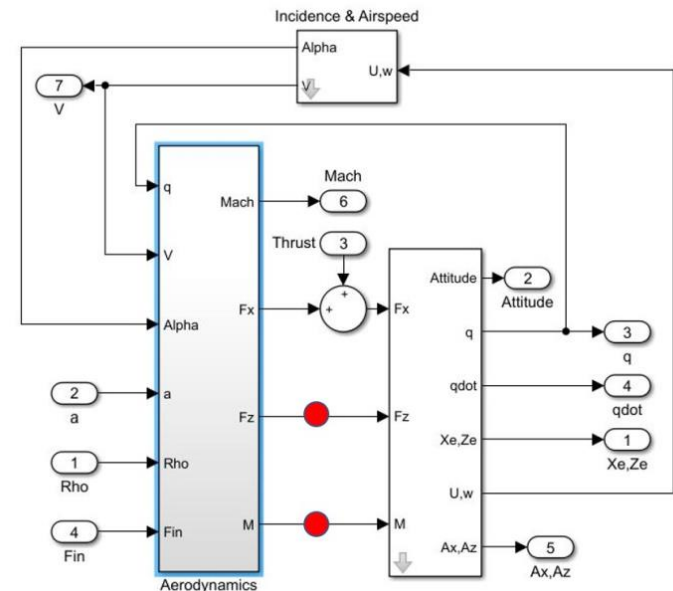 Incidence & Airspeed
Alpha
U,w
V
7
V
q
Mach
Mach
6
Thrust
3
V
Attitude
2
Attitude
Fx
+
+
Fx
Alpha
q
3
q
qdot
4
qdot
2
a
a
Fz
Fz
Xe,Ze
1
Xe,Ze
1
Rho
Rho
U,w
4
Fin
Fin
M
M
Ax,Az
5
Ax,Az
Aerodynamics